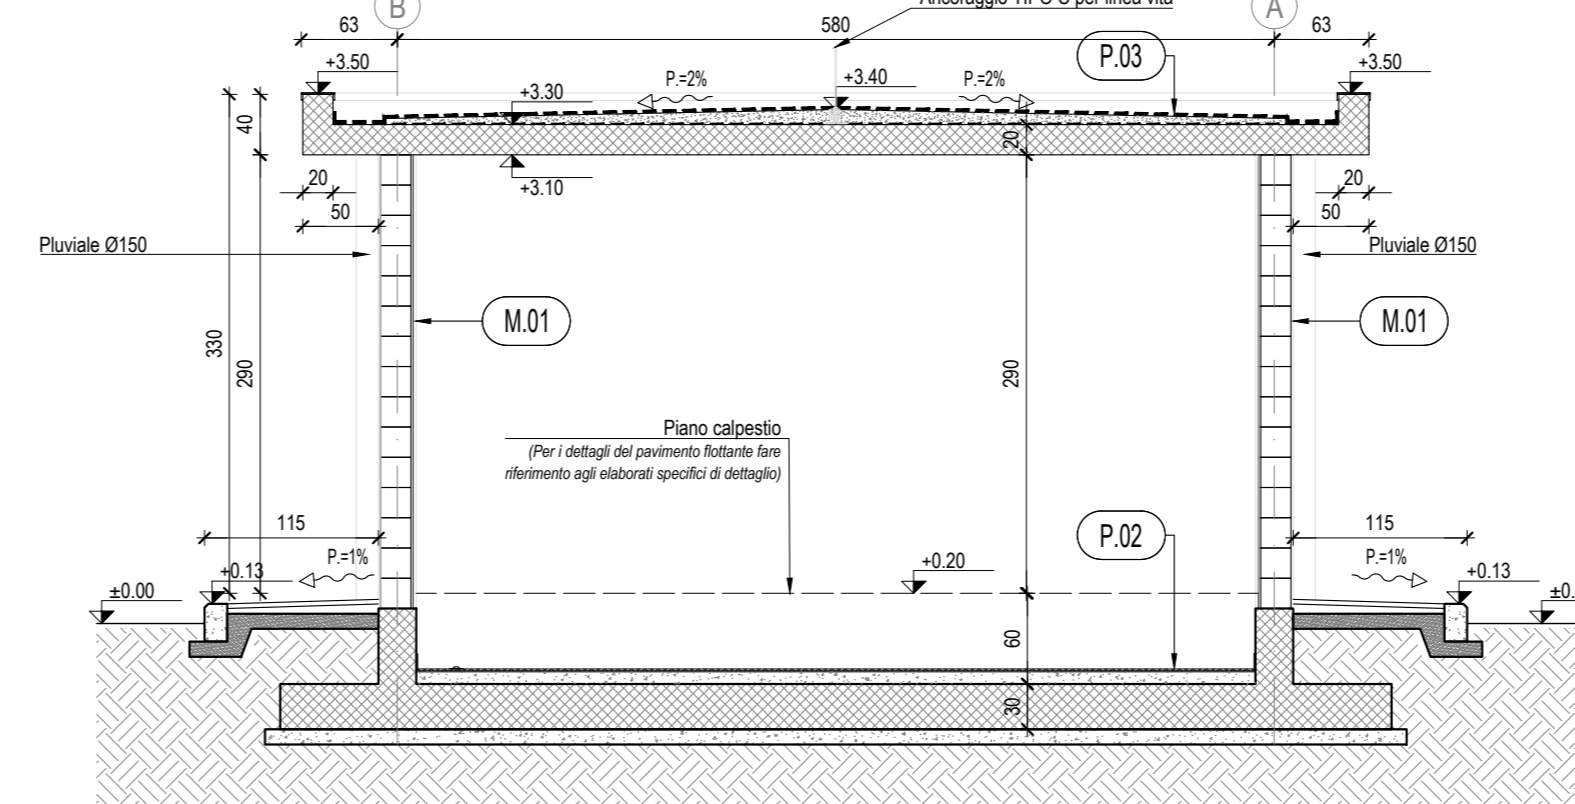 B
A
Ancoraggio TIPO C per linea vita
63
580
63
P.03
+3.50
P.=2%
+3.40
P.=2%
+3.50
+3.30
40
20
+3.10
20
50
20
50
Pluviale Ø150
Pluviale Ø150
M.01
M.01
330
290
290
Piano calpestio
(Per i dettagli del pavimento flottante fare
riferimento agli elaborati specifici di dettaglio)
115
P.02
115
P.=1%
P.=1%
+0.13
+0.20
+0.13
±0.00
±0.
60
30